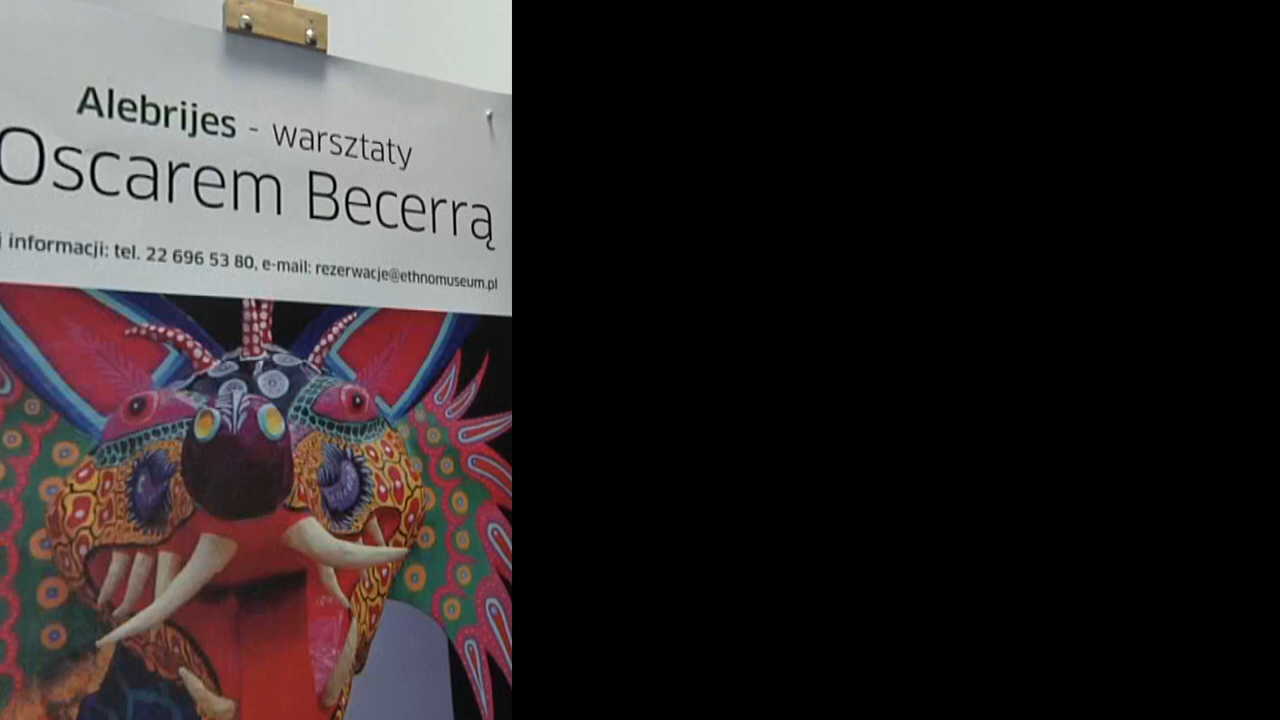 Alebrijes - warsztaty
Oscarem Becerrą
informacji: tel. 22 696 53 80, e-mail: rezerwacje@ethnomuseum.pl